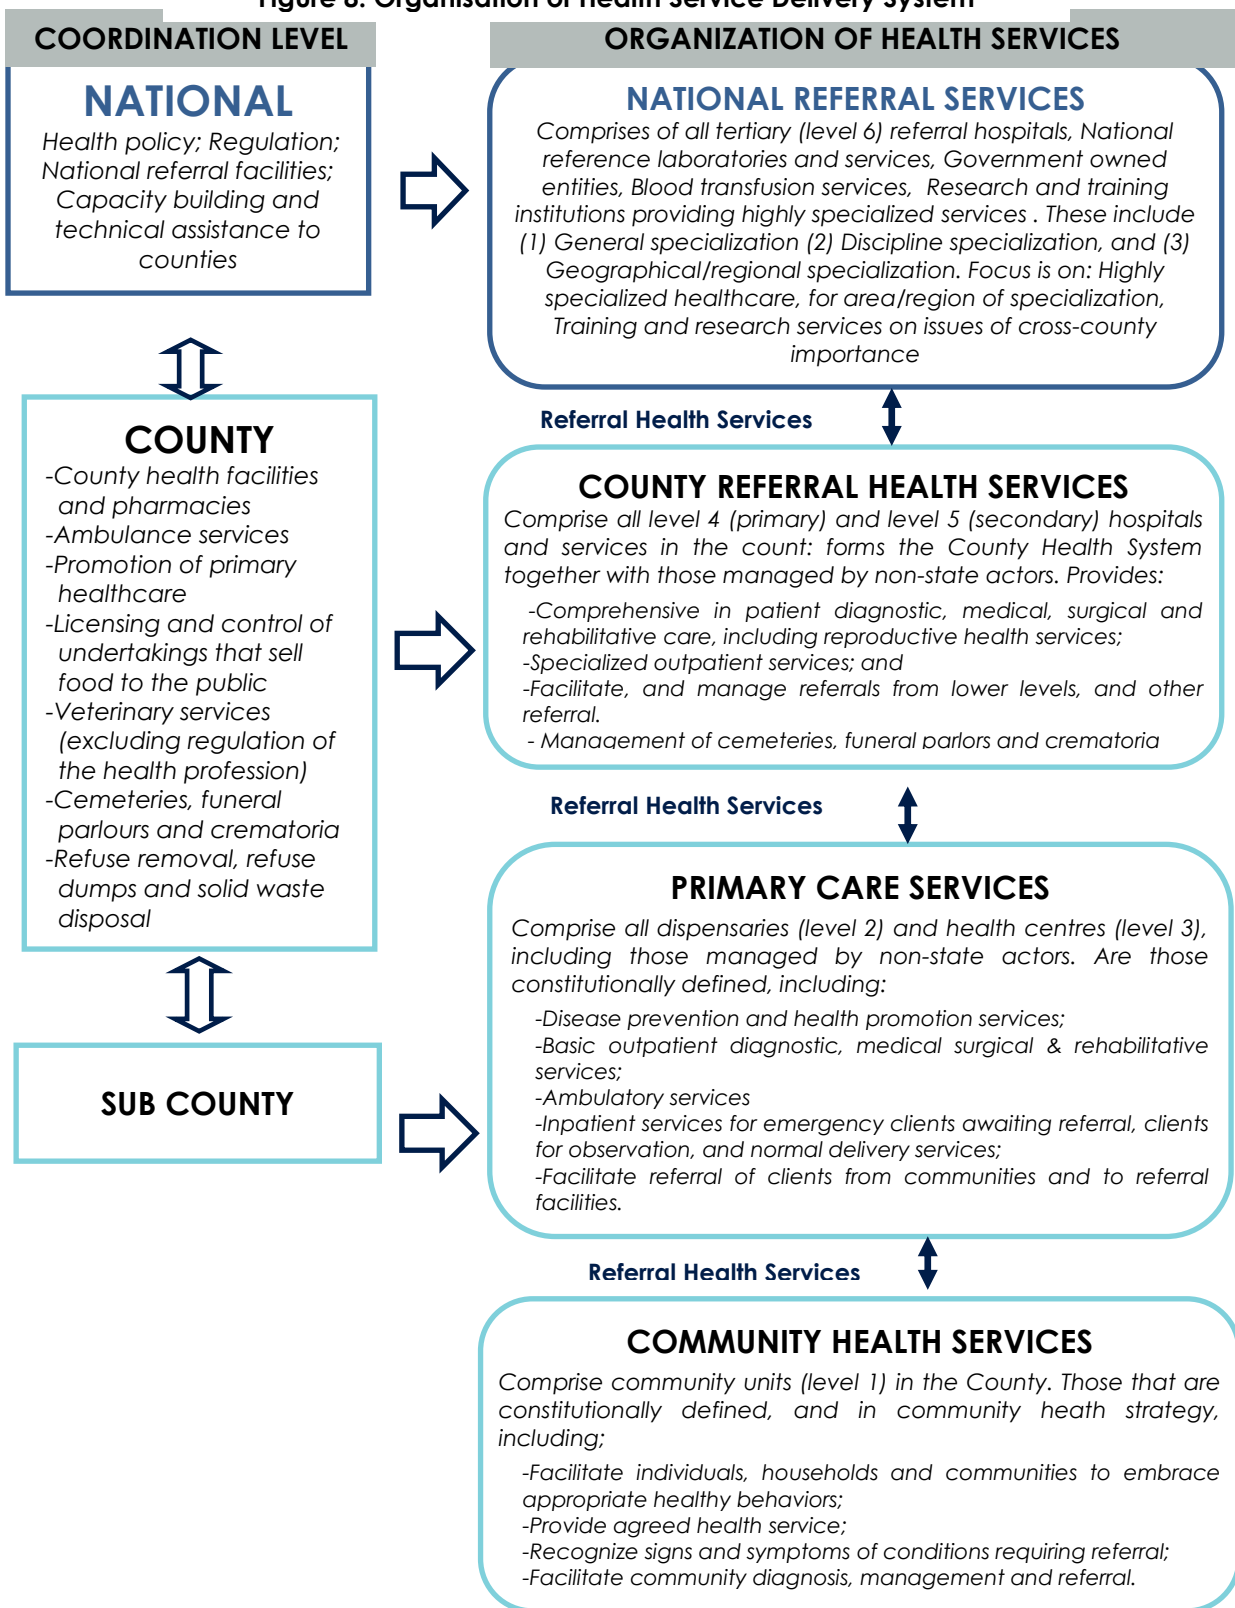 Figure 8: Organisation of Health Service Delivery System
COORDINATION LEVEL
ORGANIZATION OF HEALTH SERVICES
NATIONAL
Health policy; Regulation;
National referral facilities;
Capacity building and
technical assistance to
counties
NATIONAL REFERRAL SERVICES
Comprises of all tertiary (level 6) referral hospitals, National
reference laboratories and services, Government owned
entities, Blood transfusion services, Research and training
institutions providing highly specialized services . These include
(1) General specialization (2) Discipline specialization, and (3)
Geographical/regional specialization. Focus is on: Highly
specialized healthcare, for area/region of specialization,
Training and research services on issues of cross-county
importance
Referral Health Services
COUNTY
-County health facilities
and pharmacies
-Ambulance services
-Promotion of primary
healthcare
-Licensing and control of
undertakings that sell
food to the public
-Veterinary services
(excluding regulation of
the health profession)
-Cemeteries, funeral
parlours and crematoria
-Refuse removal, refuse
dumps and solid waste
disposal
COUNTY REFERRAL HEALTH SERVICES
Comprise all level 4 (primary) and level 5 (secondary) hospitals
and services in the count: forms the County Health System
together with those managed by non-state actors. Provides:
-Comprehensive in patient diagnostic, medical, surgical and
rehabilitative care, including reproductive health services;
-Specialized outpatient services; and
-Facilitate, and manage referrals from lower levels, and other
referral.
- Management of cemeteries, funeral parlors and crematoria
Referral Health Services
SUB COUNTY
PRIMARY CARE SERVICES
Comprise all dispensaries (level 2) and health centres (level 3),
including those managed by non-state actors. Are those
constitutionally defined, including:
-Disease prevention and health promotion services;
-Basic outpatient diagnostic, medical surgical & rehabilitative
services;
-Ambulatory services
-Inpatient services for emergency clients awaiting referral, clients
for observation, and normal delivery services;
-Facilitate referral of clients from communities and to referral
facilities.
Referral Health Services
COMMUNITY HEALTH SERVICES
Comprise community units (level 1) in the County. Those that are
constitutionally defined, and in community heath strategy,
including;
-Facilitate individuals, households and communities to embrace
appropriate healthy behaviors;
-Provide agreed health service;
-Recognize signs and symptoms of conditions requiring referral;
-Facilitate community diagnosis, management and referral.